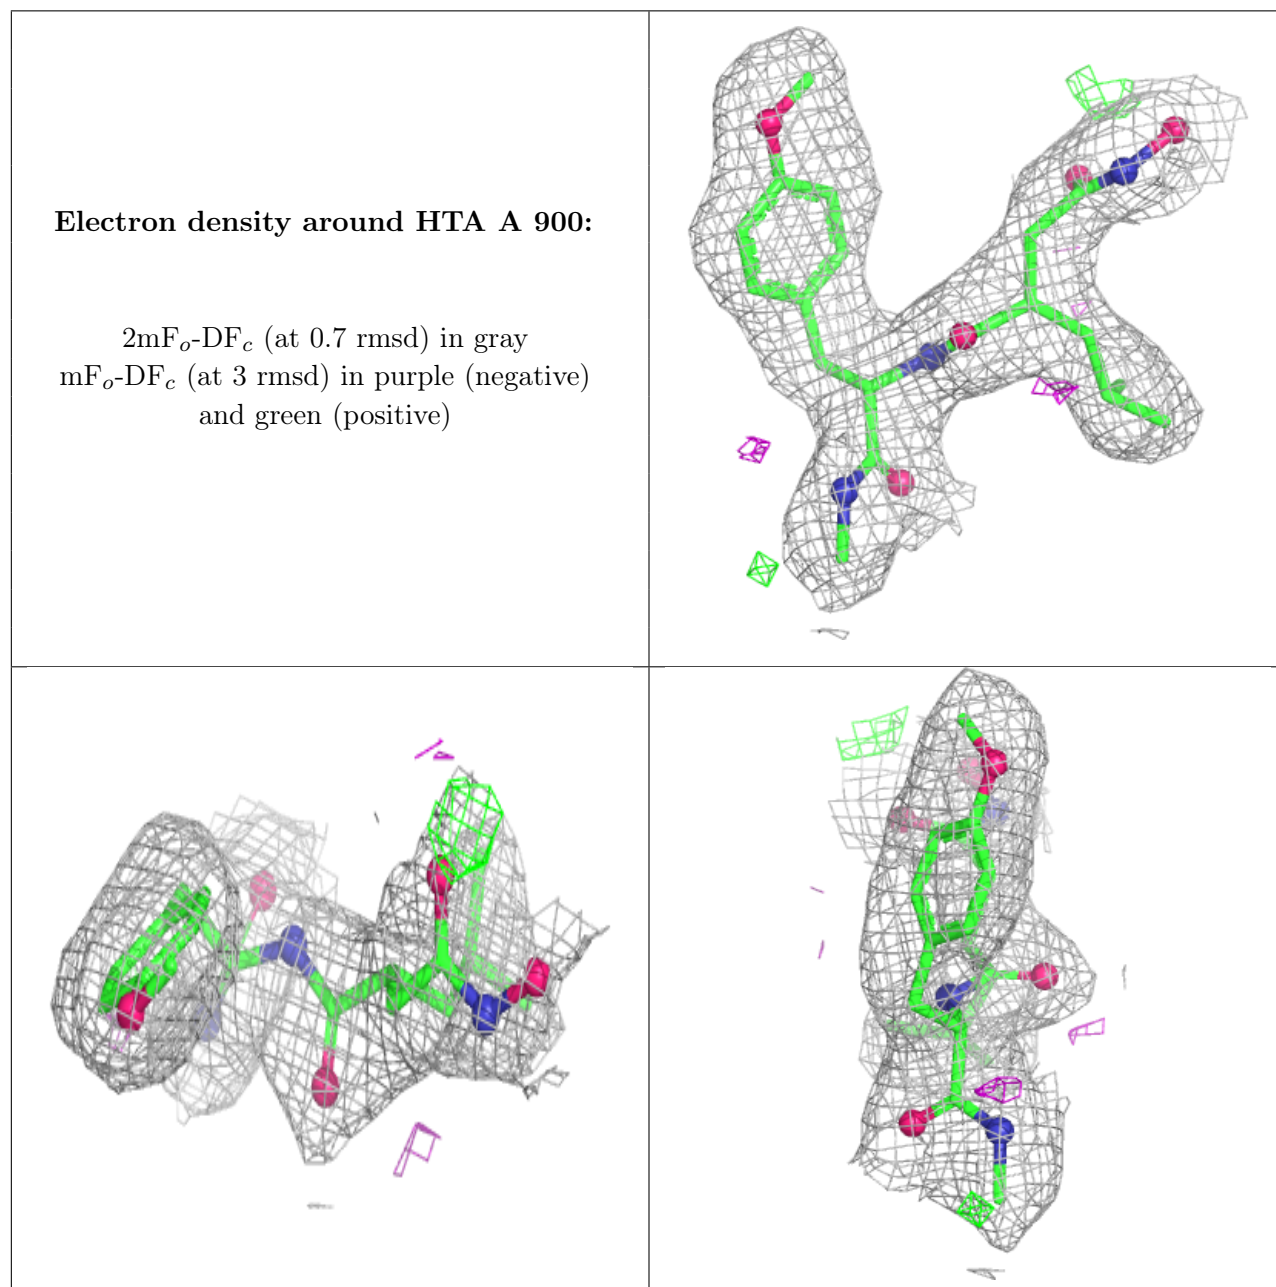 Electron density around HTA A 900:
2mFo-DFc (at 0.7 rmsd) in gray
mFo-DFc (at 3 rmsd) in purple (negative)
and green (positive)